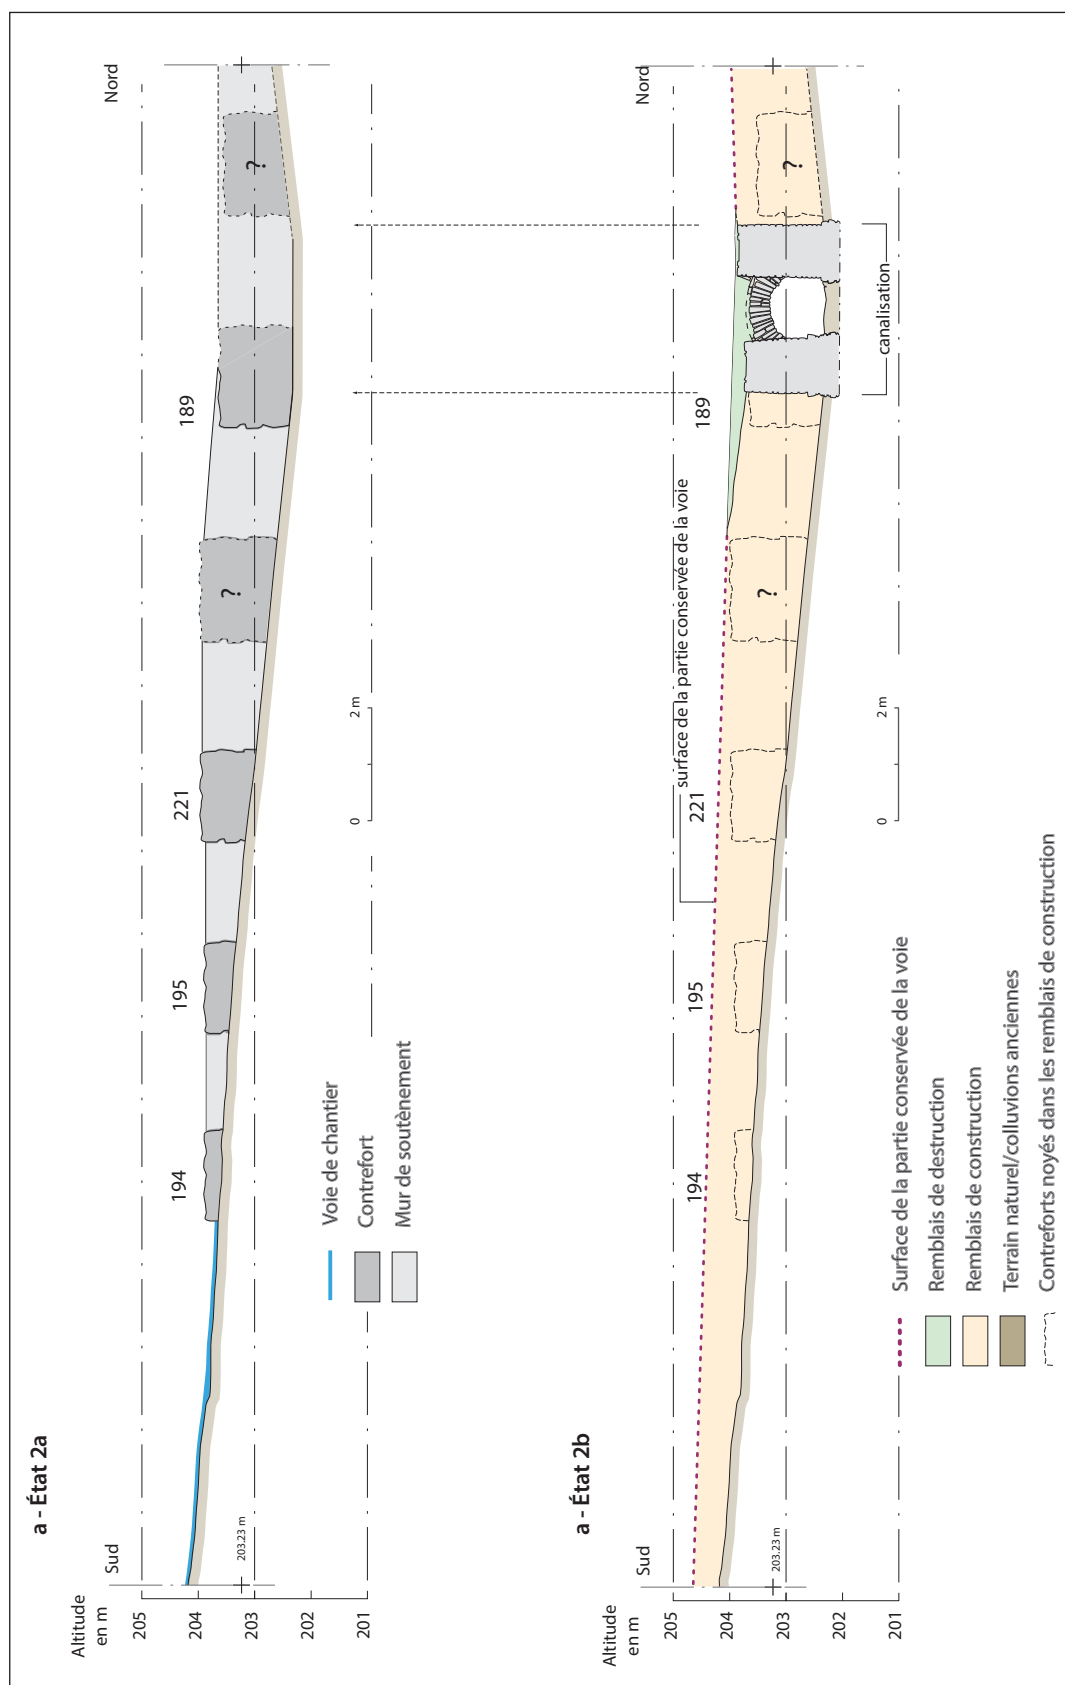 a - État 2a
Altitude
en m
Sud
Nord
205
204
203
202
201
203.23 m
194
195
221
?
189
?
0
2 m
Voie de chantier
Contrefort
Mur de soutènement
a - État 2b
Altitude
en m
Sud
Nord
205
204
203
202
201
203.23 m
194
195
221
surface de la partie conservée de la voie
?
189
?
canalisation
0
2 m
Surface de la partie conservée de la voie
Remblais de destruction
Remblais de construction
Terrain naturel/colluvions anciennes
Contreforts noyés dans les remblais de construction